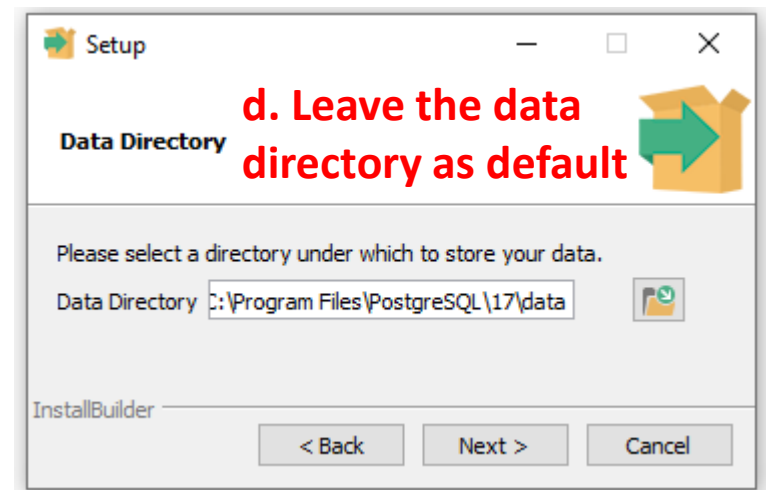 Setup
d. Leave the data
Data Directory
directory as default
Please select a directory under which to store your data.
Data Directory :\Program Files\PostgreSQL\17\data
InstallBuilder
< Back Next > Cancel